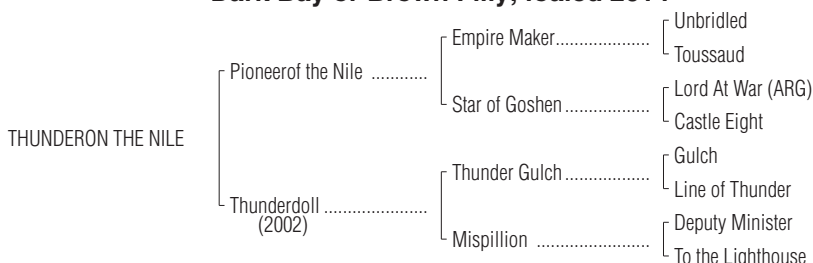 Dark Bay or Brown Filly; foaled
Unbridled
Empire Maker....................
Toussaud
Pioneerof the Nile ............
Lord At War (ARG)
Star of Goshen..................
Castle Eight
THUNDERON THE NILE
Gulch
Thunder Gulch..................
Line of Thunder
Thunderdoll ......................
(2002)
Deputy Minister
Mispillion ........................
To the Lighthouse